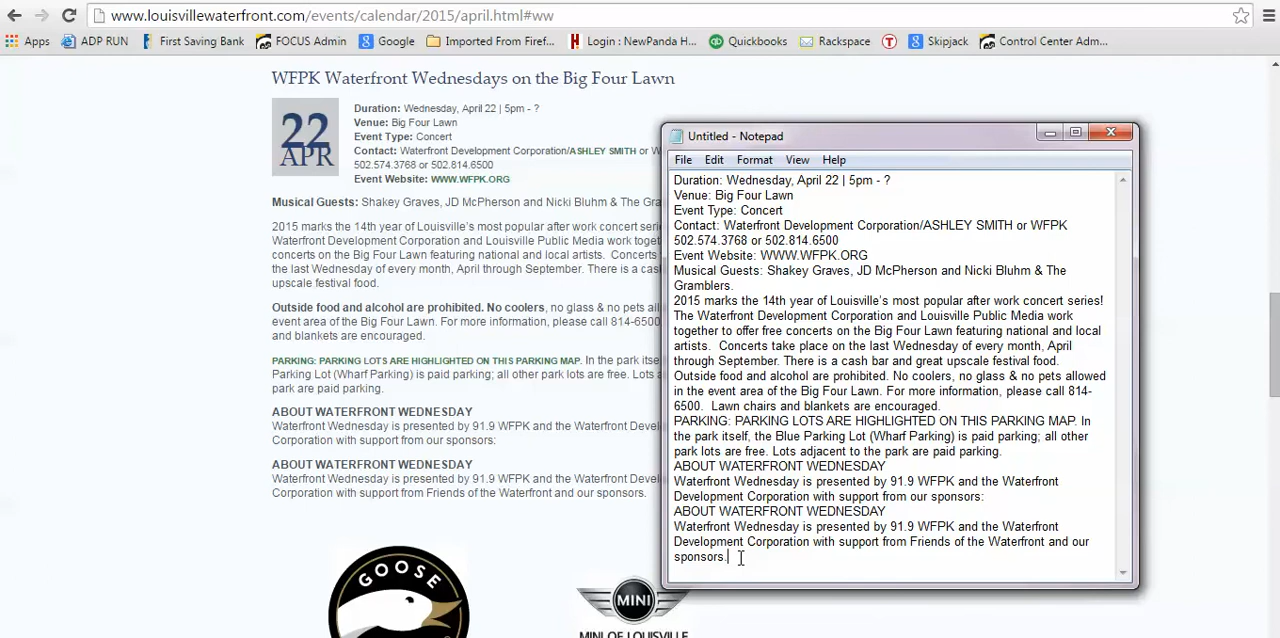 www.louisvillewaterfront.com/events/calendar/2015/april.html#ww
Apps ADP RUN First Saving Bank FOCUS Admin Google Imported From Firef... Login : NewPanda H... Quickbooks Rackspace T Skipjack Control Center Adm...
WFPK Waterfront Wednesdays on the Big Four Lawn
22
APR
Duration: Wednesday, April 22 | 5pm - ?
Venue: Big Four Lawn
Event Type: Concert
Contact: Waterfront Development Corporation/ASHLEY SMITH or W
502.574.3768 or 502.814.6500
Event Website: WWW.WFPK.ORG
Musical Guests: Shakey Graves, JD McPherson and Nicki Bluhm & The Gra
2015 marks the 14th year of Louisville's most popular after work concert seri
Waterfront Development Corporation and Louisville Public Media work toget
concerts on the Big Four Lawn featuring national and local artists. Concerts
the last Wednesday of every month, April through September. There is a cas
upscale festival food.
Outside food and alcohol are prohibited. No coolers, no glass & no pets all
event area of the Big Four Lawn. For more information, please call 814-6500
and blankets are encouraged.
PARKING: PARKING LOTS ARE HIGHLIGHTED ON THIS PARKING MAP. In the park itse
Parking Lot (Wharf Parking) is paid parking; all other park lots are free. Lots a
park are paid parking.
ABOUT WATERFRONT WEDNESDAY
Waterfront Wednesday is presented by 91.9 WFPK and the Waterfront Devel
Corporation with support from our sponsors:
ABOUT WATERFRONT WEDNESDAY
Waterfront Wednesday is presented by 91.9 WFPK and the Waterfront Devel
Corporation with support from Friends of the Waterfront and our sponsors.
GOOSE
MINI
MINI OF LOUISVILLE
Untitled - Notepad
File Edit Format View Help
Duration: Wednesday, April 22 | 5pm - ?
Venue: Big Four Lawn
Event Type: Concert
Contact: Waterfront Development Corporation/ASHLEY SMITH or WFPK
502.574.3768 or 502.814.6500
Event Website: WWW.WFPK.ORG
Musical Guests: Shakey Graves, JD McPherson and Nicki Bluhm & The
Gramblers.
2015 marks the 14th year of Louisville's most popular after work concert series!
The Waterfront Development Corporation and Louisville Public Media work
together to offer free concerts on the Big Four Lawn featuring national and local
artists. Concerts take place on the last Wednesday of every month, April
through September. There is a cash bar and great upscale festival food.
Outside food and alcohol are prohibited. No coolers, no glass & no pets allowed
in the event area of the Big Four Lawn. For more information, please call 814-
6500. Lawn chairs and blankets are encouraged.
PARKING: PARKING LOTS ARE HIGHLIGHTED ON THIS PARKING MAP. In
the park itself, the Blue Parking Lot (Wharf Parking) is paid parking; all other
park lots are free. Lots adjacent to the park are paid parking.
ABOUT WATERFRONT WEDNESDAY
Waterfront Wednesday is presented by 91.9 WFPK and the Waterfront
Development Corporation with support from our sponsors:
ABOUT WATERFRONT WEDNESDAY
Waterfront Wednesday is presented by 91.9 WFPK and the Waterfront
Development Corporation with support from Friends of the Waterfront and our
sponsors.